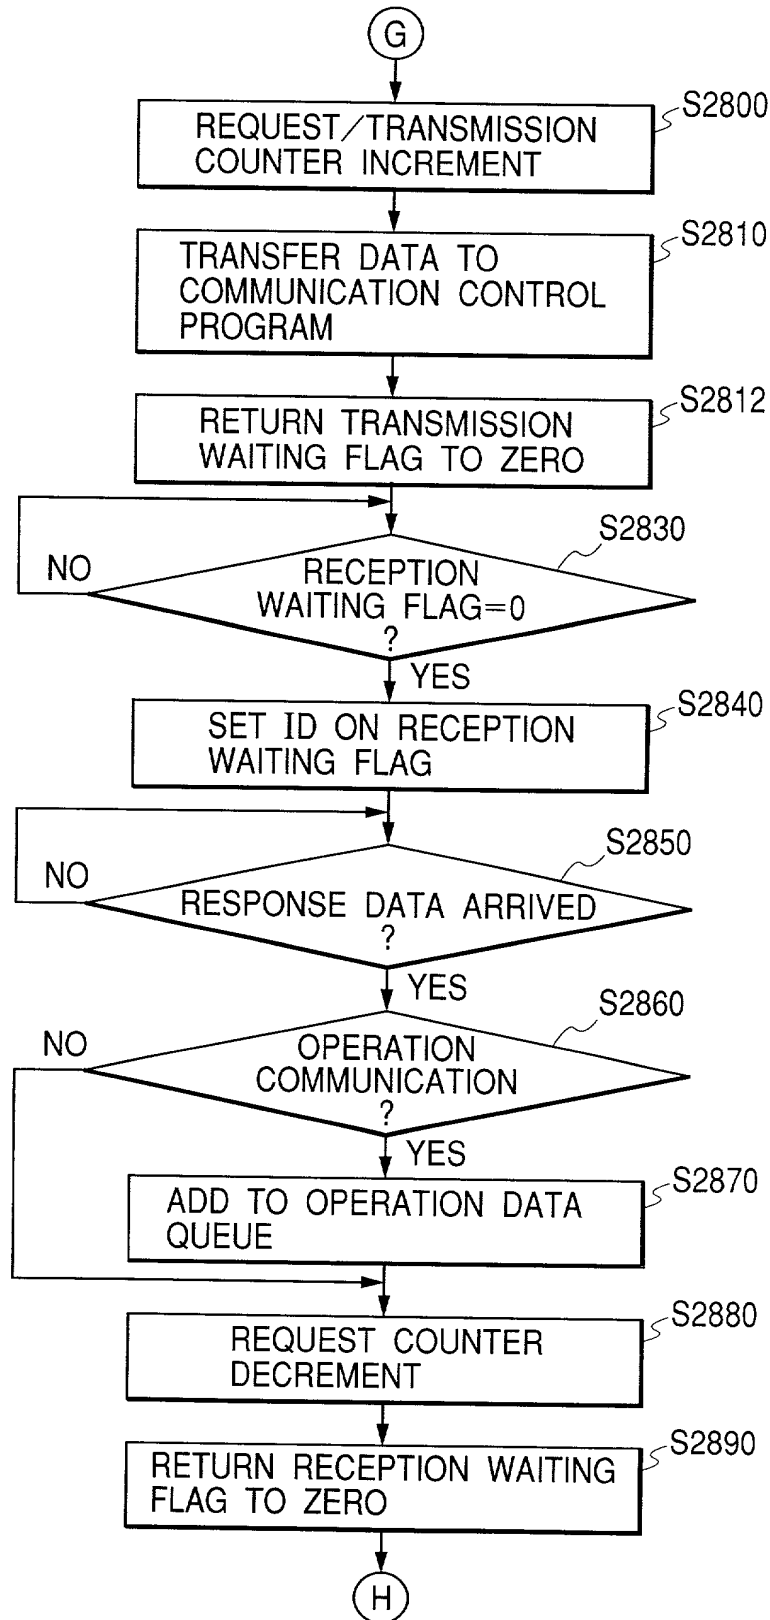 G
S2800
REQUEST/TRANSMISSION
COUNTER INCREMENT
S2810
TRANSFER DATA TO
COMMUNICATION CONTROL
PROGRAM
S2812
RETURN TRANSMISSION
WAITING FLAG TO ZERO
S2830
NO
RECEPTION
WAITING FLAG=0
?
YES
S2840
SET ID ON RECEPTION
WAITING FLAG
S2850
NO
RESPONSE DATA ARRIVED
?
YES
S2860
NO
OPERATION
COMMUNICATION
?
YES
S2870
ADD TO OPERATION DATA
QUEUE
S2880
REQUEST COUNTER
DECREMENT
S2890
RETURN RECEPTION WAITING
FLAG TO ZERO
H